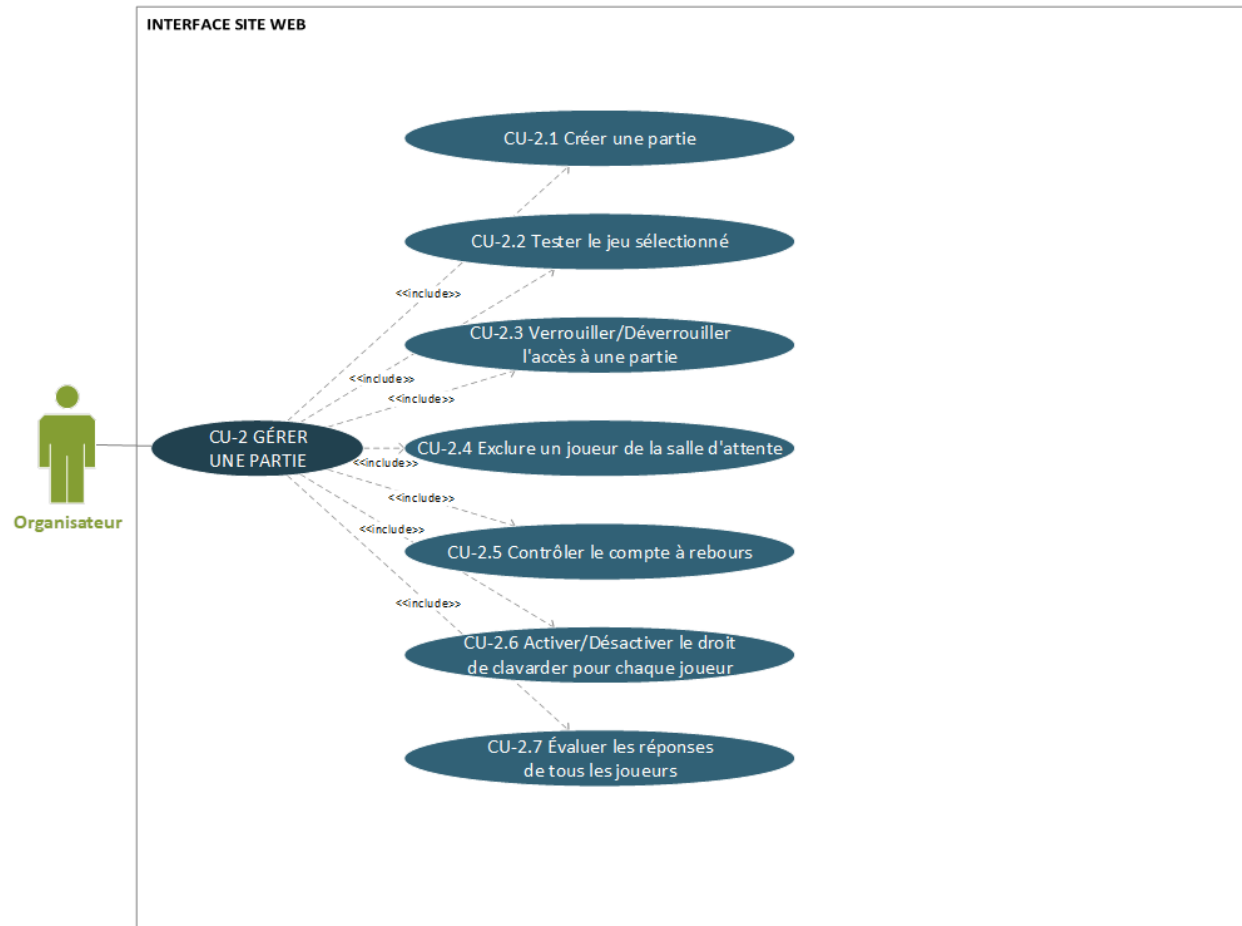 INTERFACE SITE WEB
CU-2.1 Créer une partie
CU-2.2 Tester le jeu sélectionné
<<include>>
CU-2.3 Verrouiller/Déverrouiller
l'accès à une partie
<<include>>
<<include>>
CU-2 GÉRER
UNE PARTIE
CU-2.4 Exclure un joueur de la salle d'attente
<<include>>
<<include>>
Organisateur
<<include>>
CU-2.5 Contrôler le compte à rebours
<<include>>
CU-2.6 Activer/Désactiver le droit
de clavarder pour chaque joueur
CU-2.7 Évaluer les réponses
de tous les joueurs